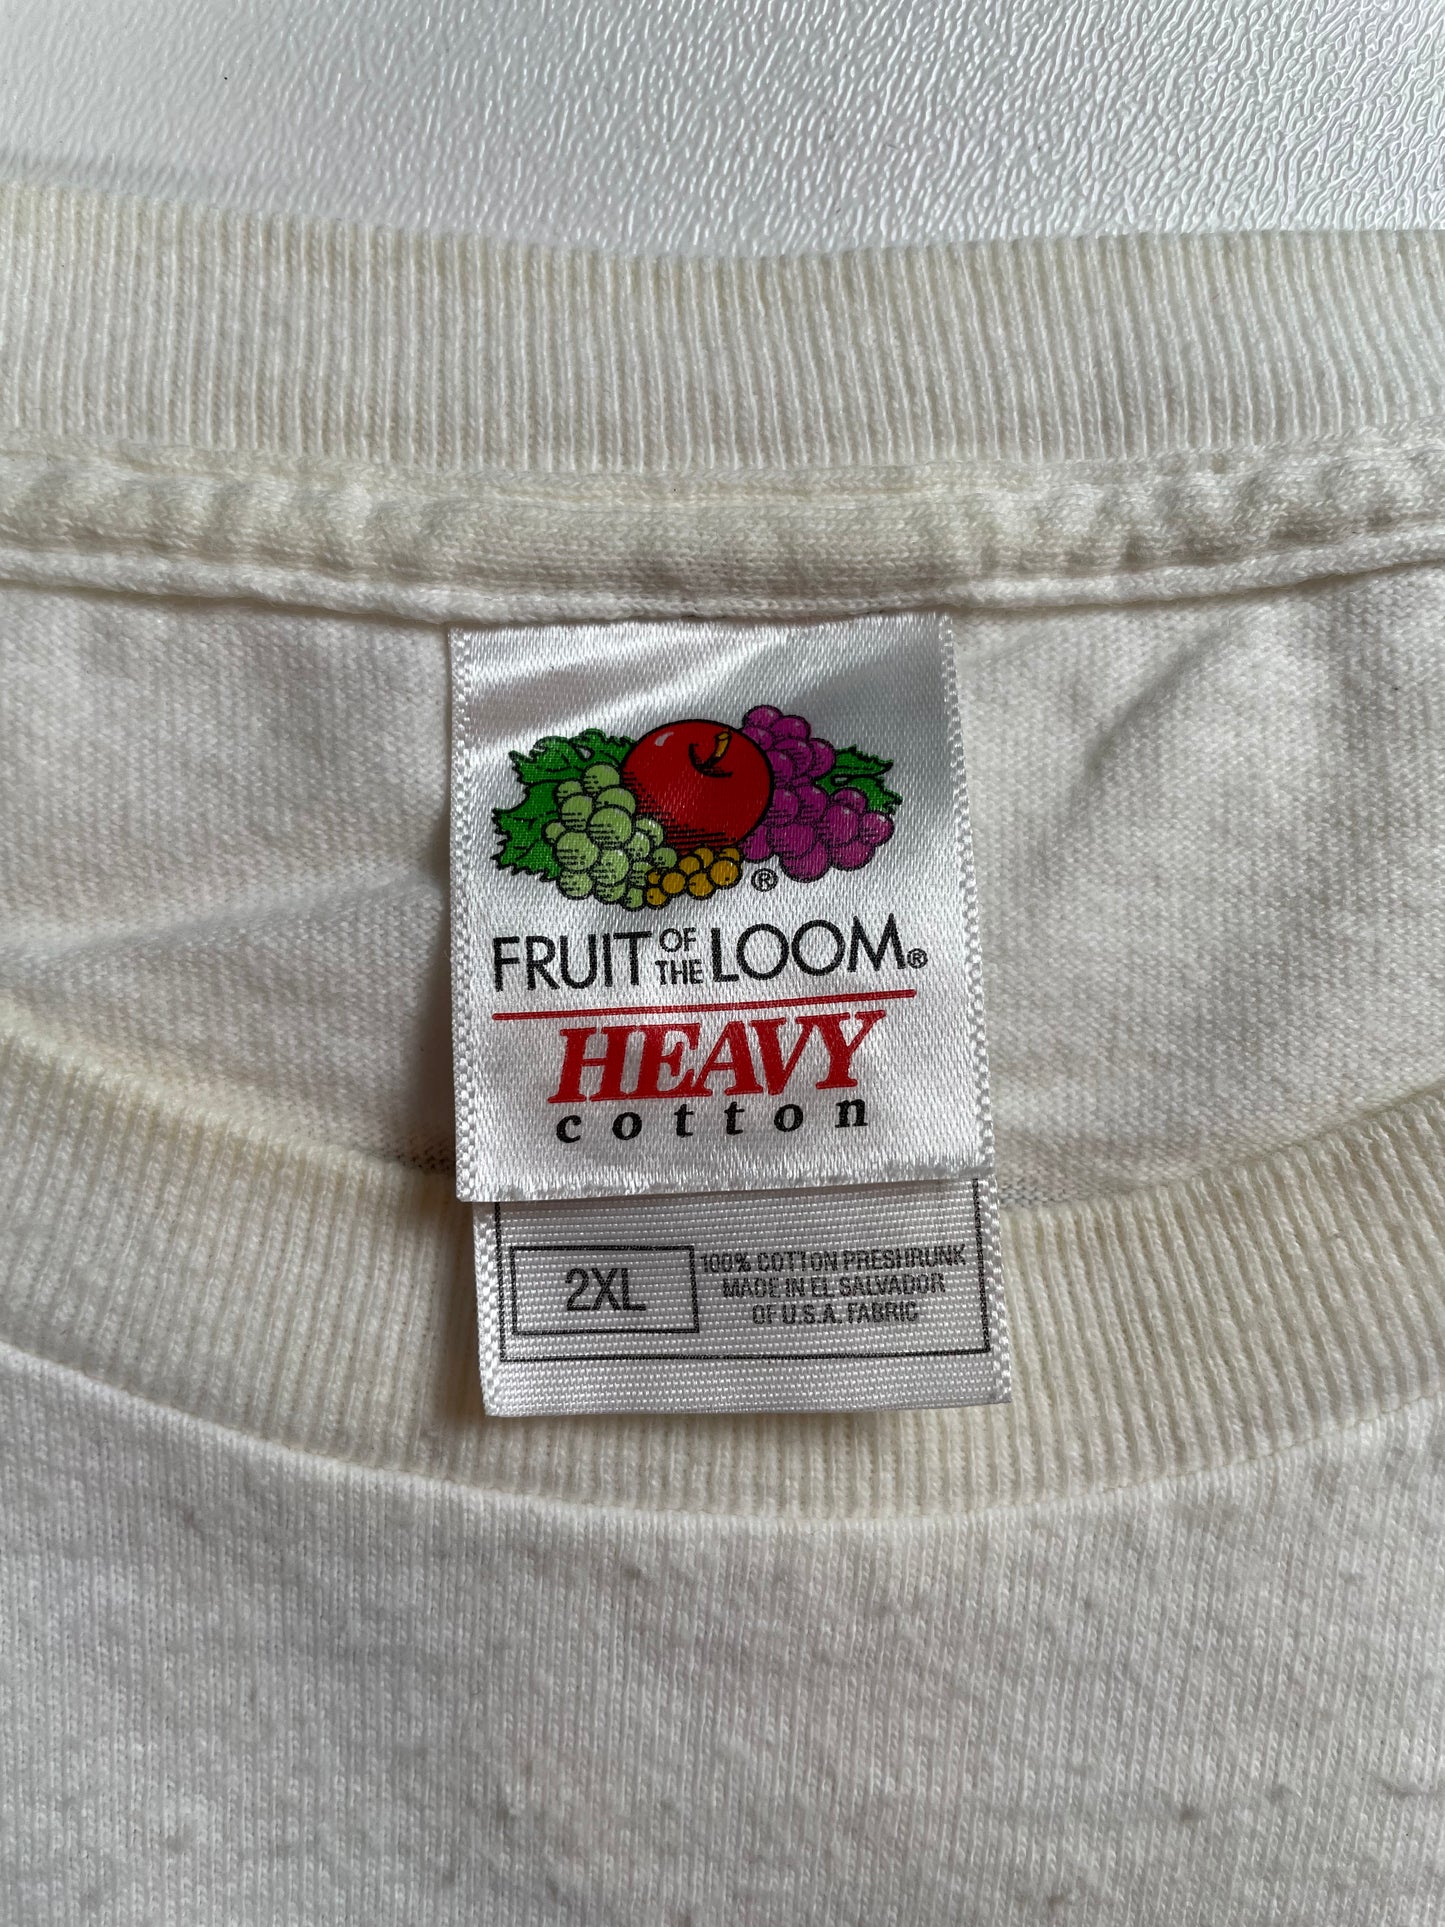 ®
FRUIT OF THE LOOM®
HEAVY
cotton
2XL
100% COTTON PRESHRUNK
MADE IN EL SALVADOR
OF U.S.A. FABRIC